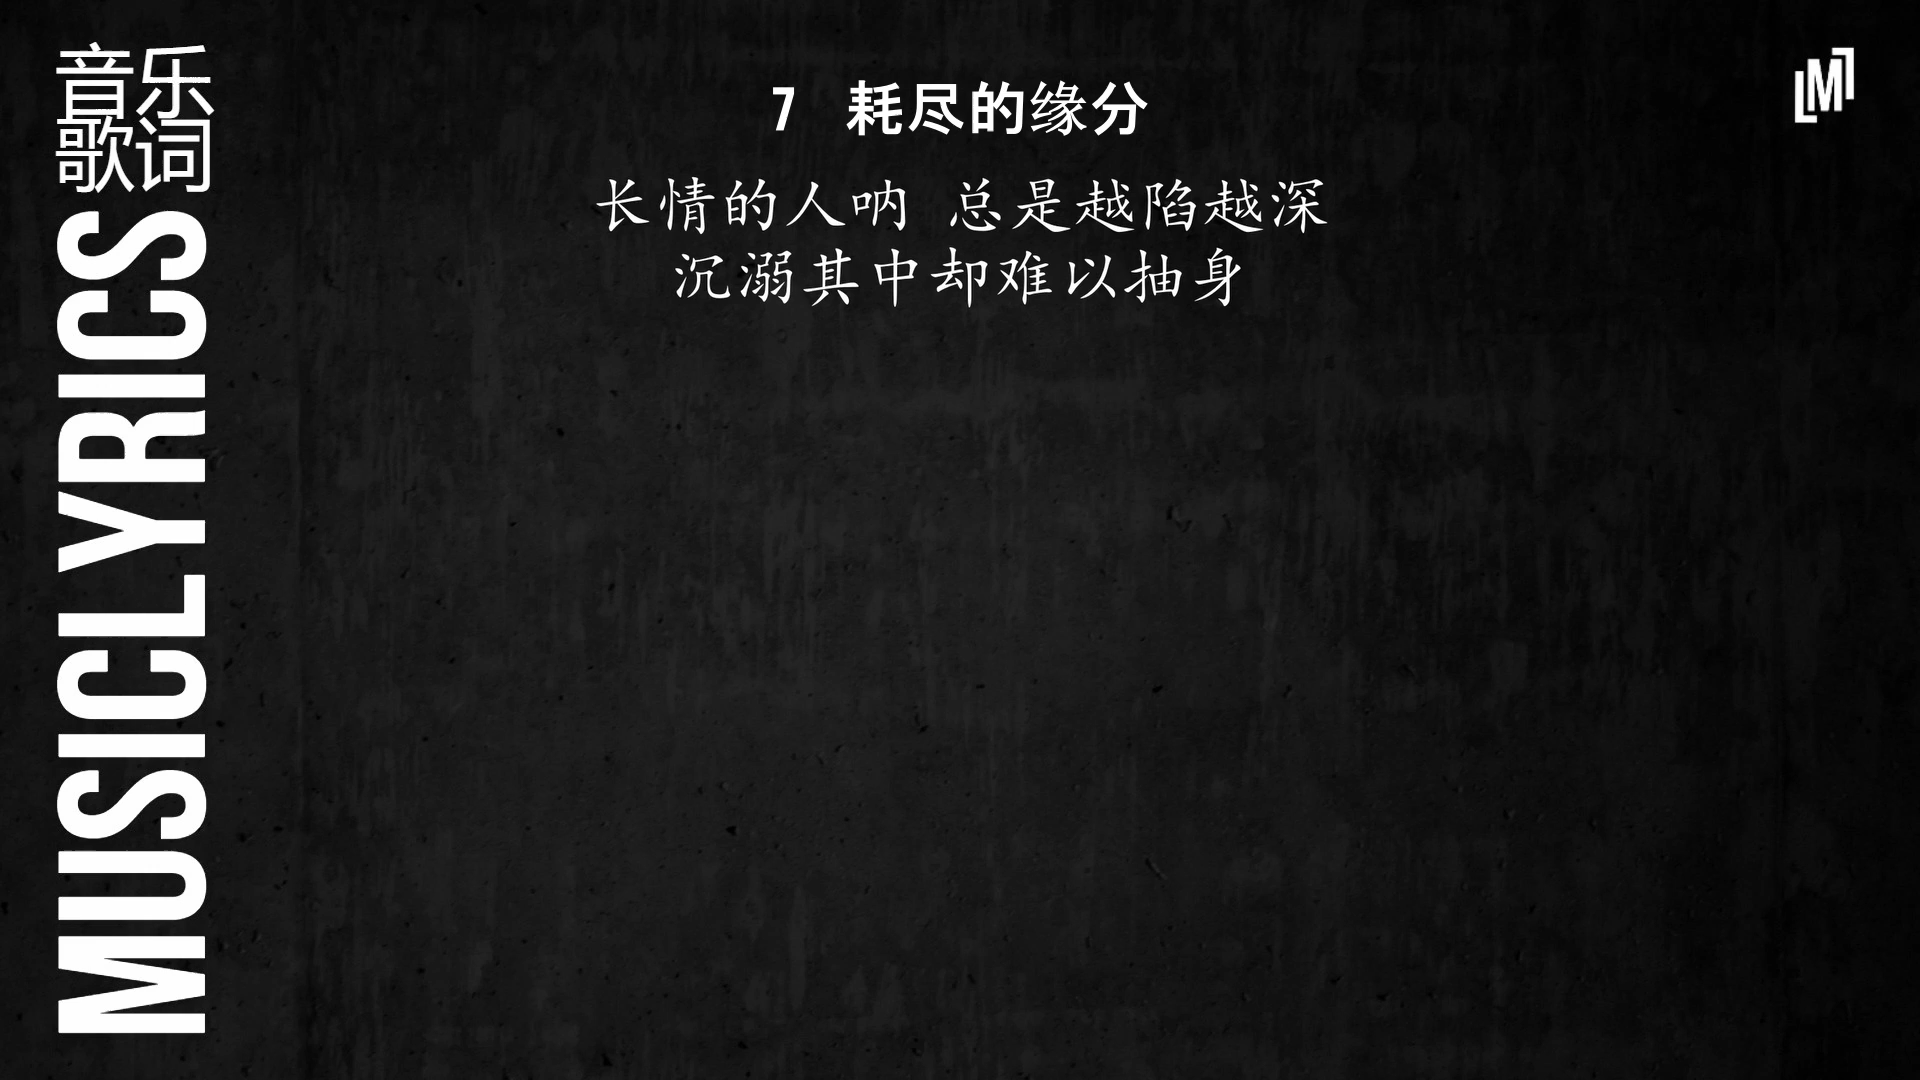 音乐
歌词
MUSICLYRICS
7 耗尽的缘分
长情的人呐 总是越陷越深
沉溺其中却难以抽身
LM